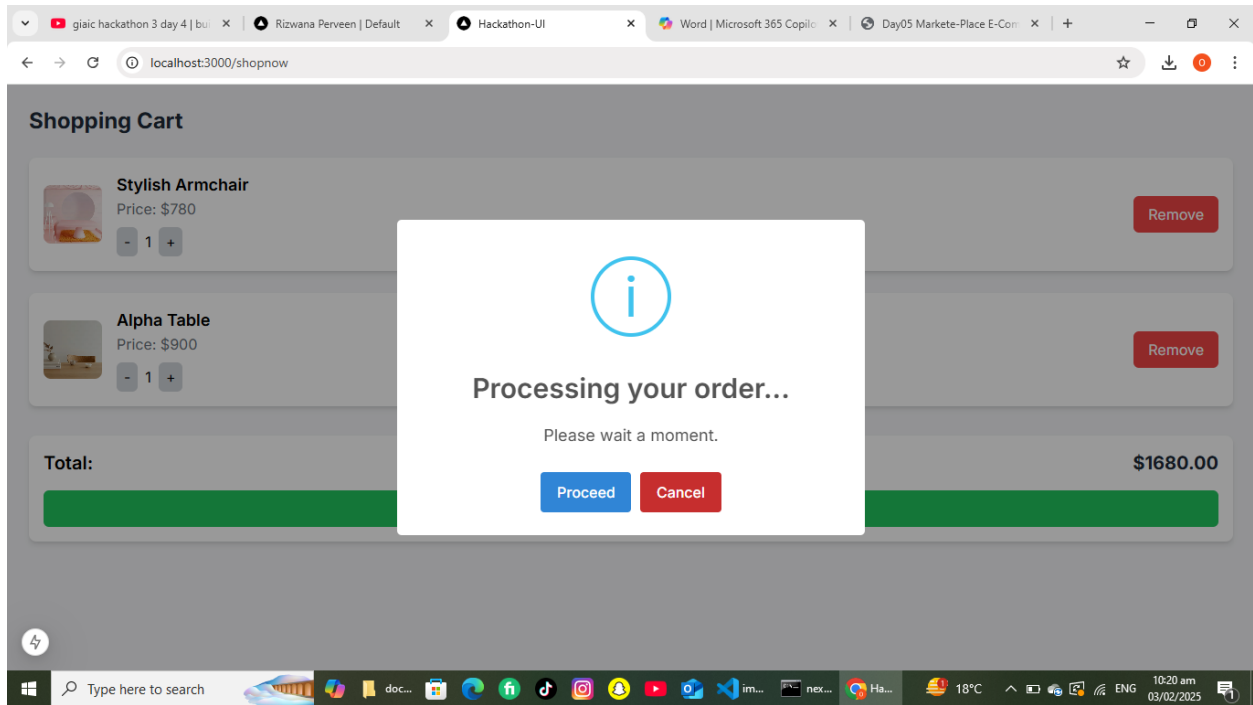 giaic hackathon 3 day 4 | bui
Rizwana Perveen | Default
Hackathon-UI
Word | Microsoft 365 Copilo
Day05 Markete-Place E-Com
localhost:3000/shopnow
O
Shopping Cart
Stylish Armchair
Price: $780
- 1 +
Remove
Alpha Table
Price: $900
- 1 +
Remove
i
Processing your order...
Please wait a moment.
Proceed Cancel
Total: $1680.00
Type here to search
doc...
im...
nex...
Ha...
18°C
ENG
10:20 am
03/02/2025
1